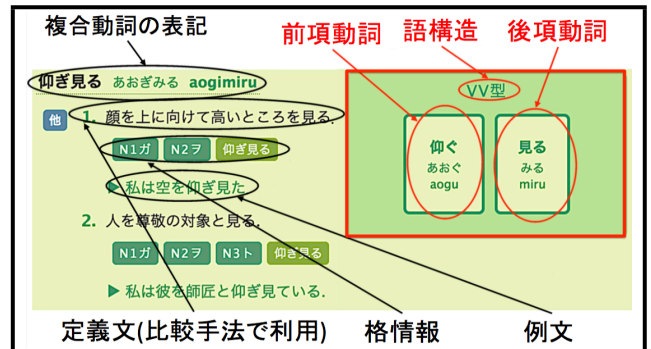 複合動詞の表記
前項動詞 語構造 後項動詞
仰ぎ見る あおぎみる aogimiru
VV型
他 1. 顔を上に向けて高いところを見る.
仰ぐ 見る
あおぐ みる
aogu miru
N1ガ N2ヲ 仰ぎ見る
▶ 私は空を仰ぎ見た
2. 人を尊敬の対象と見る.
N1ガ N2ヲ N3ト 仰ぎ見る
▶ 私は彼を師匠と仰ぎ見ている.
定義文(比較手法で利用) 格情報 例文